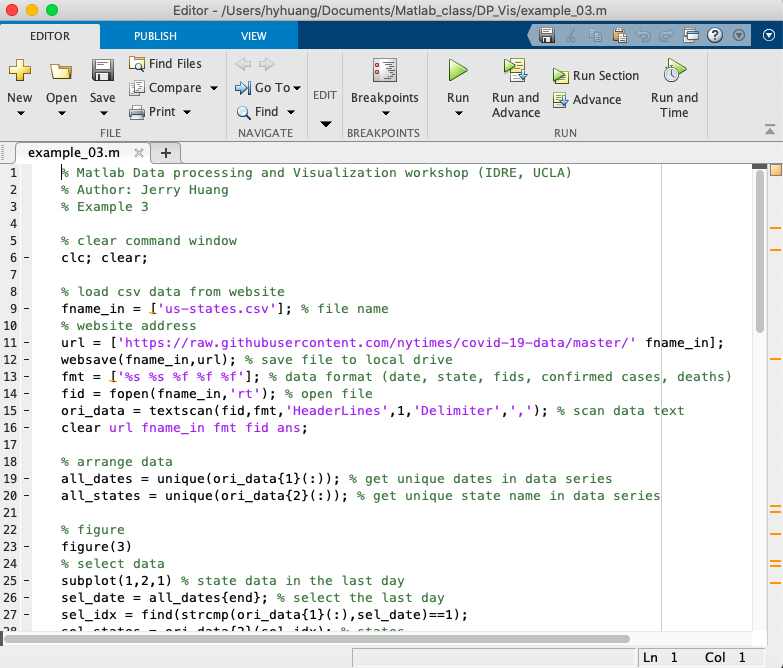 Editor - /Users/hyhuang/Documents/Matlab_class/DP_Vis/example_03.m
EDITOR PUBLISH VIEW
New Open Save
Find Files
Compare
Print
FILE
Go To
Find
NAVIGATE
EDIT
Breakpoints
BREAKPOINTS
Run
Run and Advance
Run Section
Advance
Run and Time
RUN
example_03.m
1 % Matlab Data processing and Visualization workshop (IDRE, UCLA)
2 % Author: Jerry Huang
3 % Example 3
4
5 % clear command window
6 - clc; clear;
7
8 % load csv data from website
9 - fname_in = ['us-states.csv']; % file name
10 % website address
11 - url = ['https://raw.githubusercontent.com/nytimes/covid-19-data/master/' fname_in];
12 - websave(fname_in,url); % save file to local drive
13 - fmt = ['%s %s %f %f %f']; % data format (date, state, fids, confirmed cases, deaths)
14 - fid = fopen(fname_in,'rt'); % open file
15 - ori_data = textscan(fid,fmt,'HeaderLines',1,'Delimiter',','); % scan data text
16 - clear url fname_in fmt fid ans;
17
18 % arrange data
19 - all_dates = unique(ori_data{1}(:)); % get unique dates in data series
20 - all_states = unique(ori_data{2}(:)); % get unique state name in data series
21
22 % figure
23 - figure(3)
24 % select data
25 - subplot(1,2,1) % state data in the last day
26 - sel_date = all_dates{end}; % select the last day
27 - sel_idx = find(strcmp(ori_data{1}(:),sel_date)==1);
28 sel_states = ori_data{2}(sel_idx); % states
Ln 1 Col 1